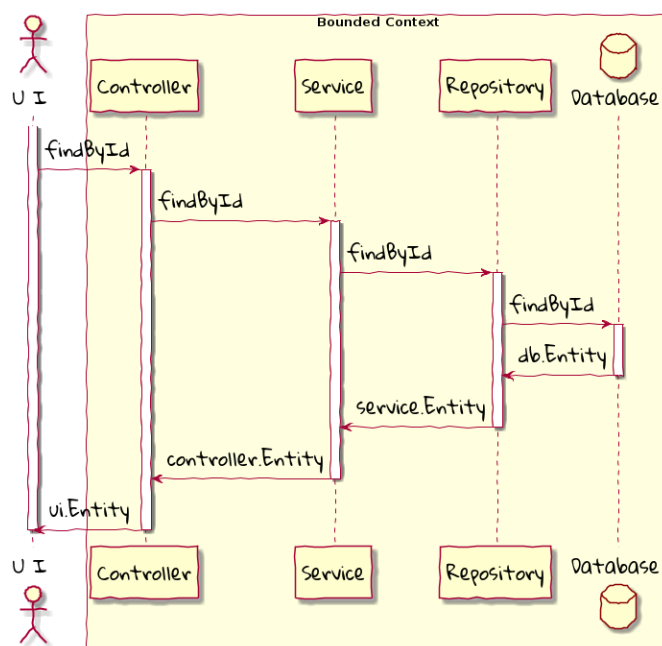 Bounded Context
U I
Controller
Service
Repository
Database
findById
findById
findById
findById
db.Entity
service.Entity
controller.Entity
ui.Entity
U I
Controller
Service
Repository
Database